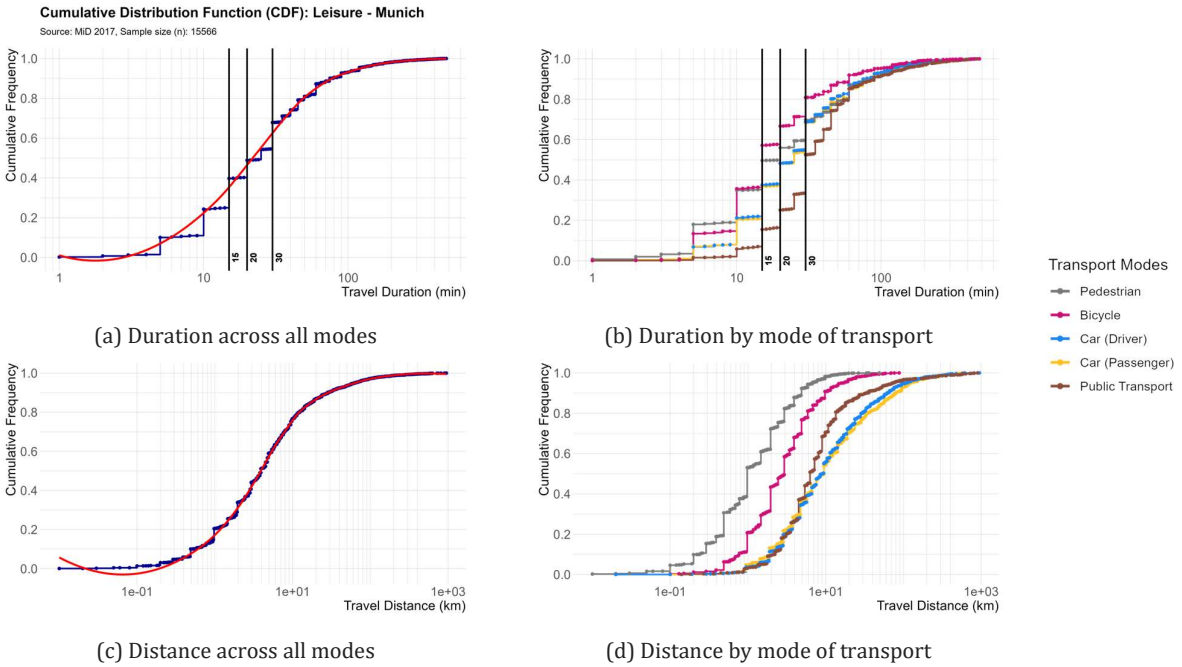 Cumulative Distribution Function (CDF): Leisure - Munich
Source: MiD 2017, Sample size (n): 15566
Cumulative Frequency
1.0
0.8
0.6
0.4
0.2
0.0
15
20
30
1
10
100
Travel Duration (min)
(a) Duration across all modes
Cumulative Frequency
1.0
0.8
0.6
0.4
0.2
0.0
15
20
30
1
10
100
Travel Duration (min)
(b) Duration by mode of transport
Transport Modes
Pedestrian
Bicycle
Car (Driver)
Car (Passenger)
Public Transport
Cumulative Frequency
1.0
0.8
0.6
0.4
0.2
0.0
1e-01
1e+01
1e+03
Travel Distance (km)
(c) Distance across all modes
Cumulative Frequency
1.0
0.8
0.6
0.4
0.2
0.0
1e-01
1e+01
1e+03
Travel Distance (km)
(d) Distance by mode of transport